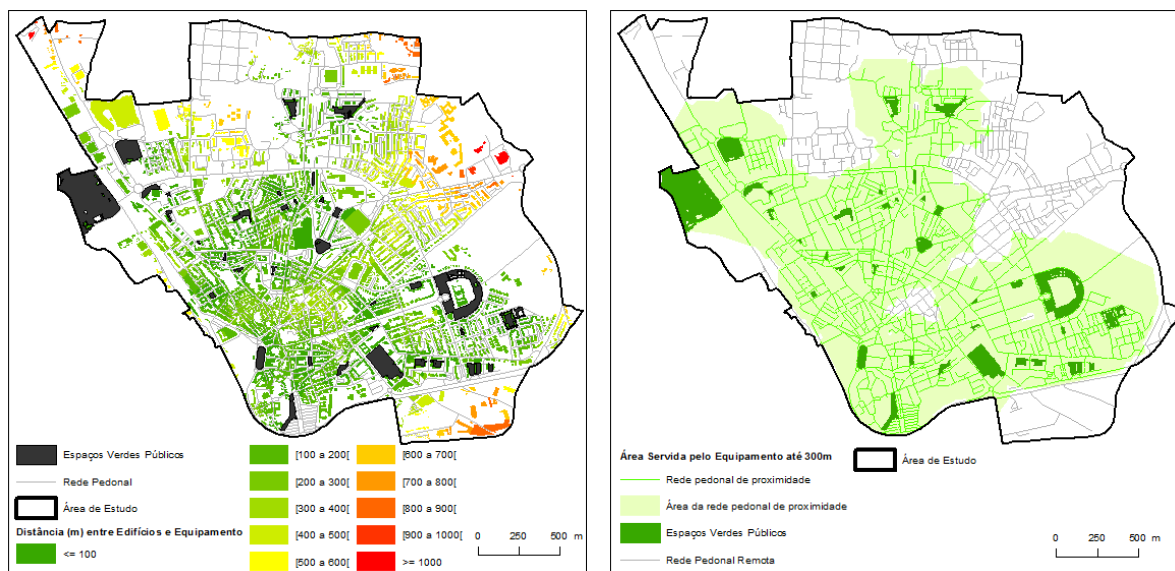 Espaços Verdes Públicos
Rede Pedonal
Área de Estudo
Distância (m) entre Edifícios e Equipamento
<= 100
[100 a 200[
[200 a 300[
[300 a 400[
[400 a 500[
[500 a 600[
[600 a 700[
[700 a 800[
[800 a 900[
[900 a 1000[
>= 1000
0 500 m
Área Servida pelo Equipamento até 300m
Rede pedonal de proximidade
Área da rede pedonal de proximidade
Espaços Verdes Públicos
Rede Pedonal Remota
Área de Estudo
0 500 m